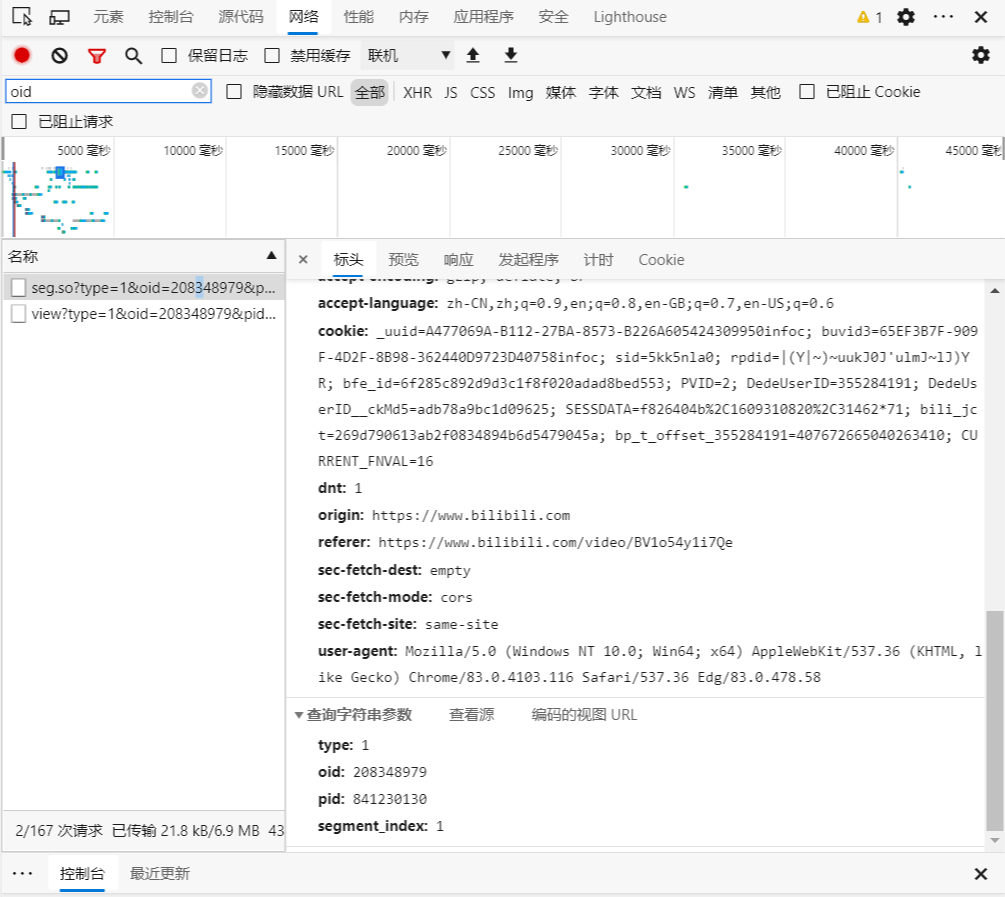 元素 控制台 源代码 网络 性能 内存 应用程序 安全 Lighthouse 1
保留日志 禁用缓存 联机
oid 隐藏数据 URL 全部 XHR JS CSS Img 媒体 字体 文档 WS 清单 其他 已阻止 Cookie
已阻止请求
5000 毫秒 10000 毫秒 15000 毫秒 20000 毫秒 25000 毫秒 30000 毫秒 35000 毫秒 40000 毫秒 45000 毫秒
名称
seg.so?type=1&oid=208348979&p...
view?type=1&oid=208348979&pid...
2/167 次请求 已传输 21.8 kB/6.9 MB 43
× 标头 预览 响应 发起程序 计时 Cookie
accept-encoding: gzip, deflate, br
accept-language: zh-CN,zh;q=0.9,en;q=0.8,en-GB;q=0.7,en-US;q=0.6
cookie: _uuid=A477069A-B112-27BA-8573-B226A605424309950infoc; buvid3=65EF3B7F-909
F-4D2F-8B98-362440D9723D40758infoc; sid=5kk5nla0; rpdid=|(Y|~)~uukJ0J'ulmJ~lJ)Y
R; bfe_id=6f285c892d9d3c1f8f020adad8bed553; PVID=2; DedeUserID=355284191; DedeUs
erID__ckMd5=adb78a9bc1d09625; SESSDATA=f826404b%2C1609310820%2C31462*71; bili_jc
t=269d790613ab2f0834894b6d5479045a; bp_t_offset_355284191=407672665040263410; CU
RRENT_FNVAL=16
dnt: 1
origin: https://www.bilibili.com
referer: https://www.bilibili.com/video/BV1o54y1i7Qe
sec-fetch-dest: empty
sec-fetch-mode: cors
sec-fetch-site: same-site
user-agent: Mozilla/5.0 (Windows NT 10.0; Win64; x64) AppleWebKit/537.36 (KHTML, l
ike Gecko) Chrome/83.0.4103.116 Safari/537.36 Edg/83.0.478.58
查询字符串参数 查看源 编码的视图 URL
type: 1
oid: 208348979
pid: 841230130
segment_index: 1
控制台 最近更新